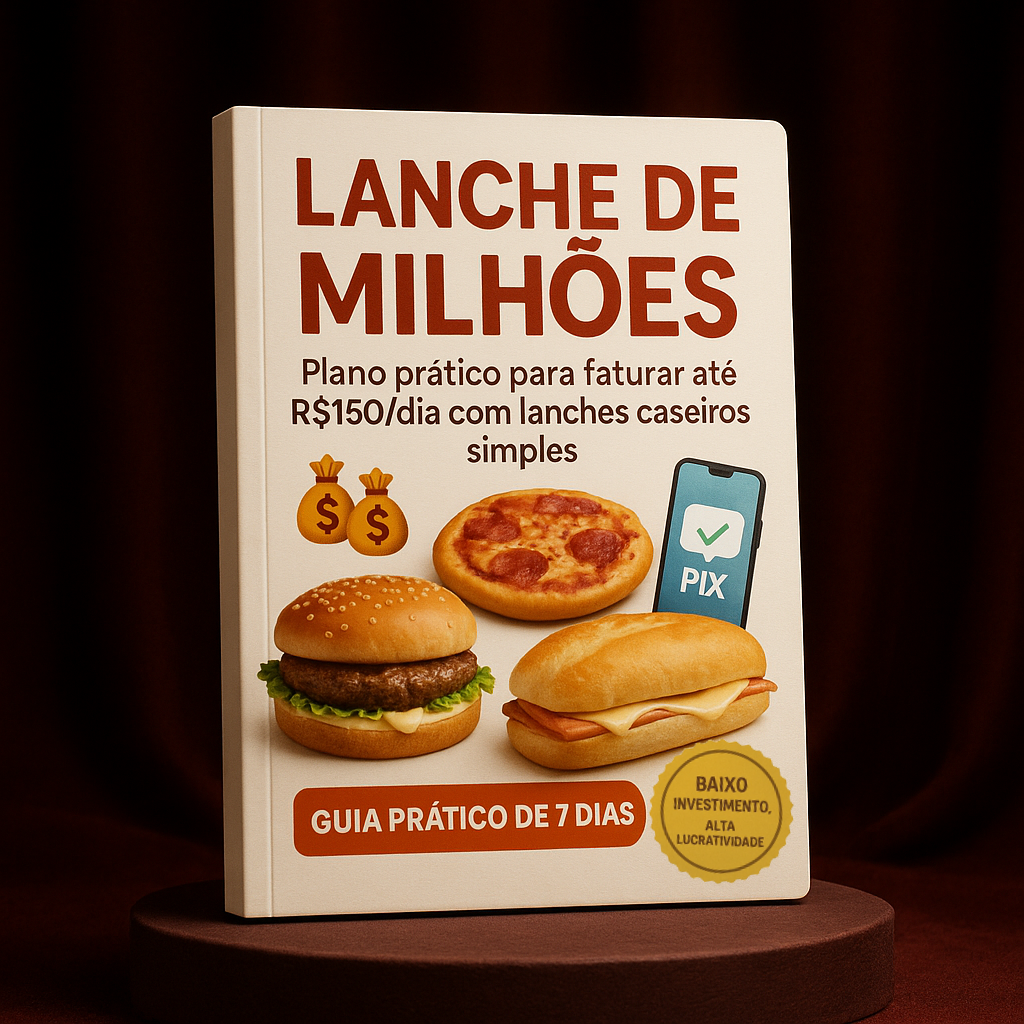 LANCHE DE
MILHÕES
Plano prático para faturar até
R$150/dia com lanches caseiros
simples
$
$
PIX
GUIA PRÁTICO DE 7 DIAS
BAIXO
INVESTIMENTO,
ALTA
LUCRATIVIDADE